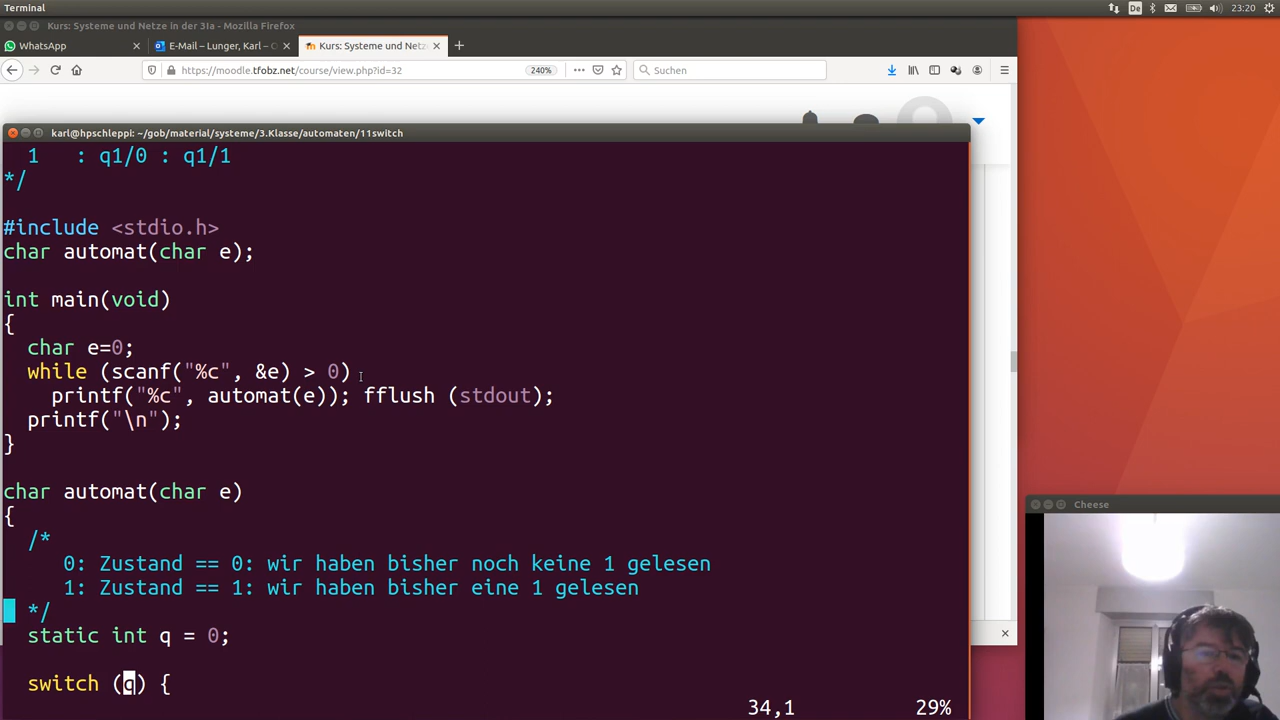 Terminal
De
23:20
Kurs: Systeme und Netze in der 3Ia - Mozilla Firefox
WhatsApp
E-Mail – Lunger, Karl –
Kurs: Systeme und Netze
https://moodle.tfobz.net/course/view.php?id=32
240%
Suchen
karl@hpschleppi: ~/gob/material/systeme/3.Klasse/automaten/11switch
1 : q1/0 : q1/1
*/
#include <stdio.h>
char automat(char e);
int main(void)
{
char e=0;
while (scanf("%c", &e) > 0)
printf("%c", automat(e)); fflush (stdout);
printf("\n");
}
char automat(char e)
{
/*
0: Zustand == 0: wir haben bisher noch keine 1 gelesen
1: Zustand == 1: wir haben bisher eine 1 gelesen
*/
static int q = 0;
switch (q) {
34,1
29%
Cheese